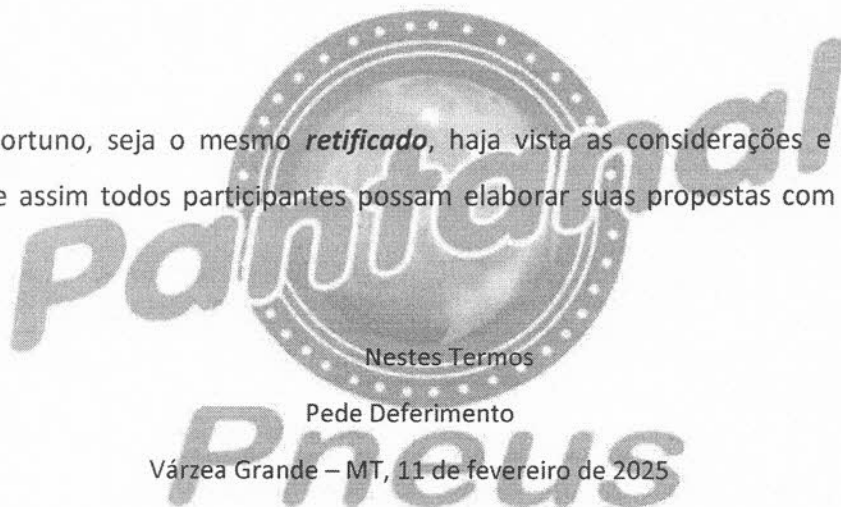 ortuno, seja o mesmo retificado, haja vista as considerações e
e assim todos participantes possam elaborar suas propostas com
Pantanal
Nestes Termos
Pede Deferimento
Pneus
Várzea Grande – MT, 11 de fevereiro de 2025